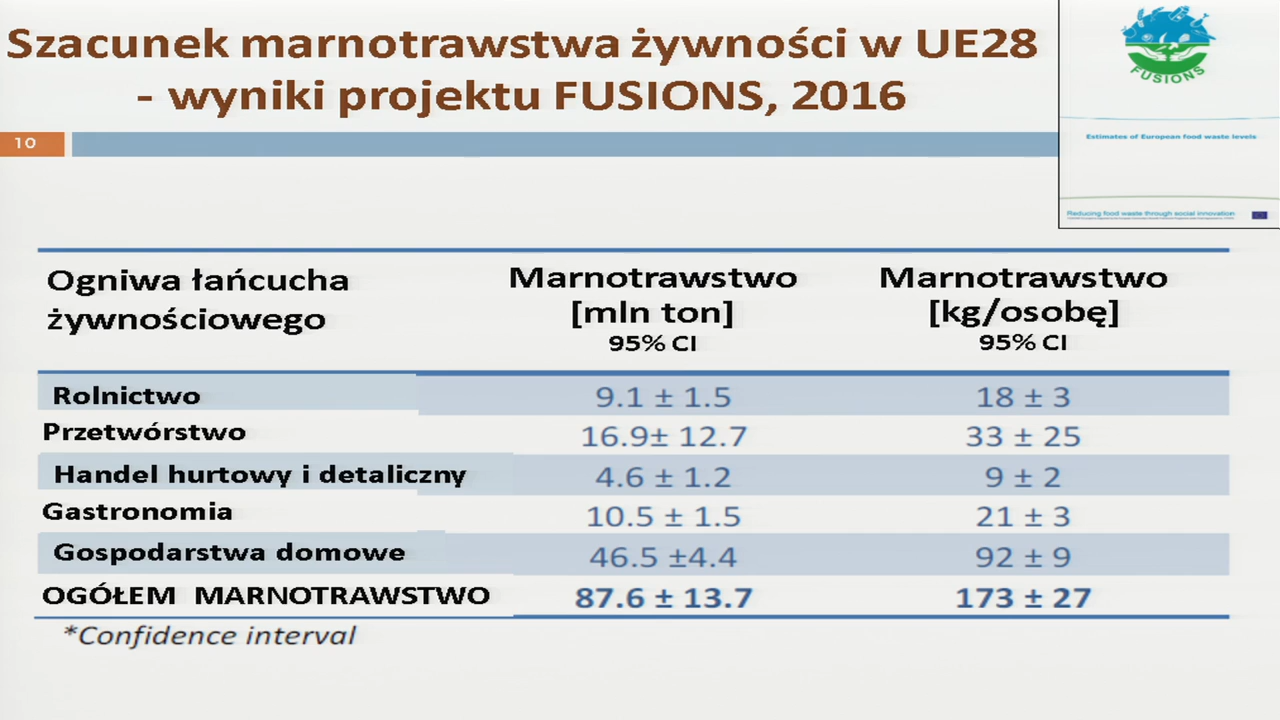 Szacunek marnotrawstwa żywności w UE28
- wyniki projektu FUSIONS, 2016
FUSIONS
10
Estimates of European food waste levels
Reducing food waste through social innovation
Ogniwa łańcucha żywnościowego
Marnotrawstwo [mln ton] 95% CI
Marnotrawstwo [kg/osobę] 95% CI
Rolnictwo 9.1 ± 1.5 18 ± 3
Przetwórstwo 16.9± 12.7 33 ± 25
Handel hurtowy i detaliczny 4.6 ± 1.2 9 ± 2
Gastronomia 10.5 ± 1.5 21 ± 3
Gospodarstwa domowe 46.5 ±4.4 92 ± 9
OGÓŁEM MARNOTRAWSTWO 87.6 ± 13.7 173 ± 27
*Confidence interval